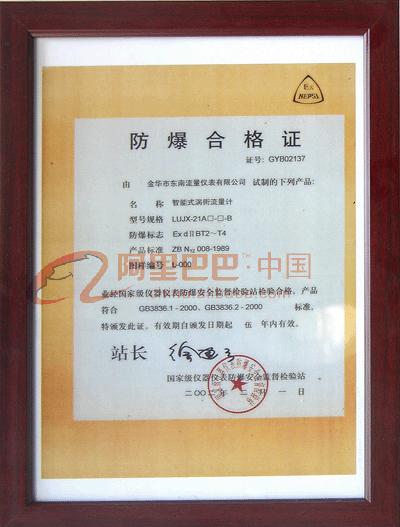 Ex
NEPSI
防爆合格证
证号: GYB02137
由 金华市东南流量仪表有限公司 试制的下列产品:
名称 智能式涡街流量计
型号规格 LUJX-21A□-□-B
防爆标志 Ex dⅡBT2~T4
产品标准 ZB N12 008-1989
图样编号 L-000
阿里巴巴·中国
业经国家级仪器仪表防爆安全监督检验站检验合格, 产品
符合 GB3836.1-2000、GB3836.2-2000 标准,
特颁发此证。有效期自颁发日期起 伍 年内有效。
站长
国家级仪器仪表防爆安全监督检验站
二〇〇二年二月一日